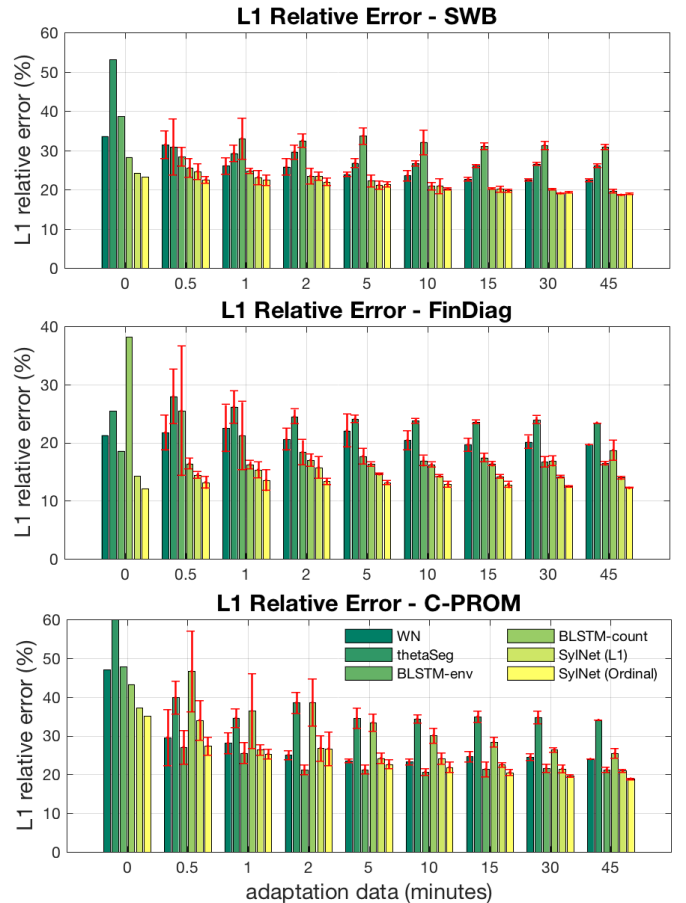 L1 Relative Error - SWB
L1 relative error (%)
60
50
40
30
20
10
0
0 0.5 1 2 5 10 15 30 45
L1 Relative Error - FinDiag
L1 relative error (%)
40
30
20
10
0
0 0.5 1 2 5 10 15 30 45
L1 Relative Error - C-PROM
L1 relative error (%)
60
50
40
30
20
10
0
WN
thetaSeg
BLSTM-env
BLSTM-count
SylNet (L1)
SylNet (Ordinal)
0 0.5 1 2 5 10 15 30 45
adaptation data (minutes)